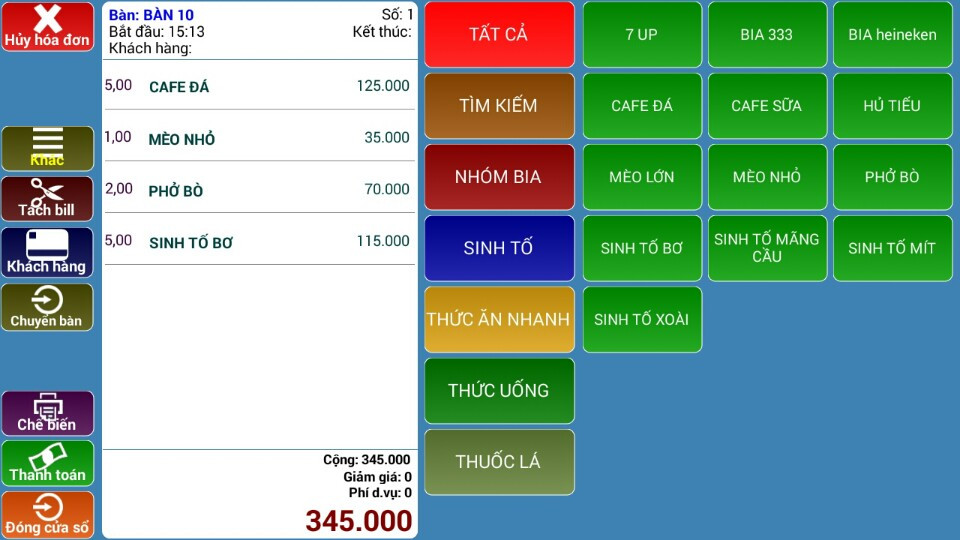 Hủy hóa đơn
Khác
Tách bill
Khách hàng
Chuyển bàn
Chế biến
Thanh toán
Đóng cửa sổ
Bàn: BÀN 10 Số: 1
Bắt đầu: 15:13 Kết thúc:
Khách hàng:
5,00 CAFE ĐÁ 125.000
1,00 MÈO NHỎ 35.000
2,00 PHỞ BÒ 70.000
5,00 SINH TỐ BƠ 115.000
Cộng: 345.000
Giảm giá: 0
Phí d.vụ: 0
345.000
TẤT CẢ
TÌM KIẾM
NHÓM BIA
SINH TỐ
THỨC ĂN NHANH
THỨC UỐNG
THUỐC LÁ
7 UP
BIA 333
BIA heineken
CAFE ĐÁ
CAFE SỮA
HỦ TIẾU
MÈO LỚN
MÈO NHỎ
PHỞ BÒ
SINH TỐ BƠ
SINH TỐ MÃNG
CẦU
SINH TỐ MÍT
SINH TỐ XOÀI